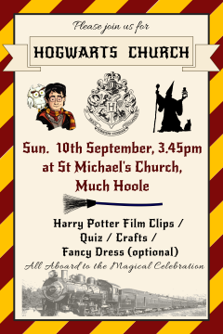 Please join us for
HOGWARTS CHURCH
Sun. 10th September, 3.45pm
at St Michael's Church,
Much Hoole
Harry Potter Film Clips /
Quiz / Crafts /
Fancy Dress (optional)
All Aboard to the Magical Celebration